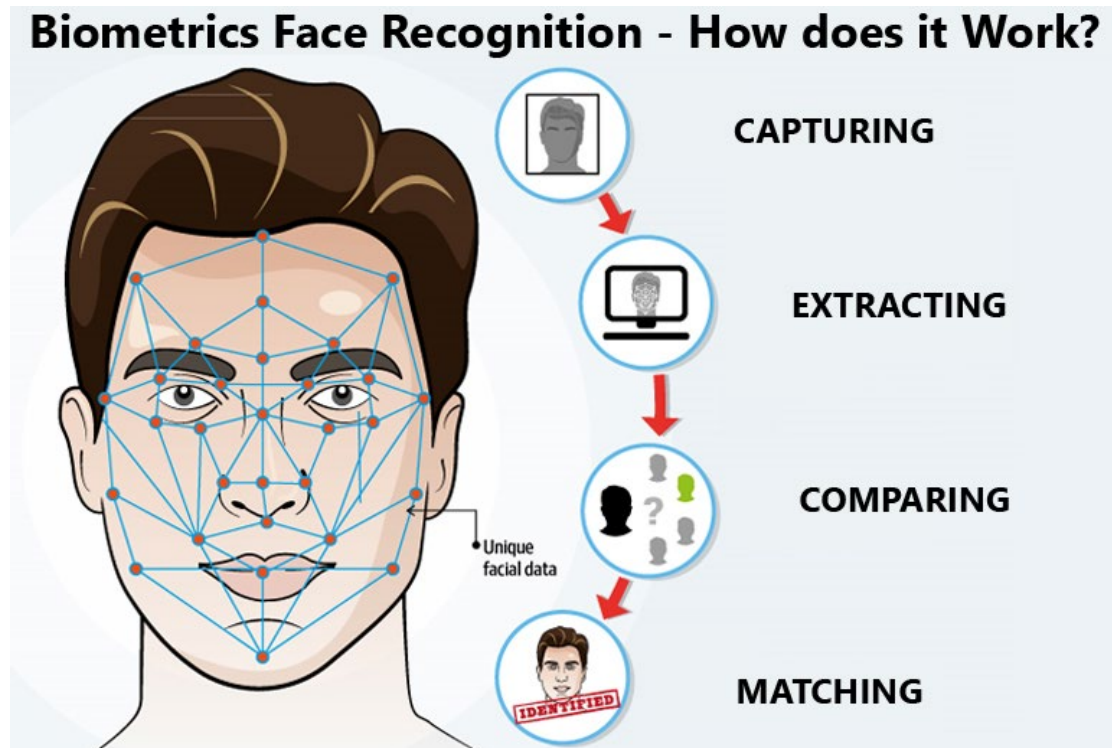 Biometrics Face Recognition - How does it Work?
CAPTURING
EXTRACTING
COMPARING
Unique
facial data
MATCHING
IDENTIFIED